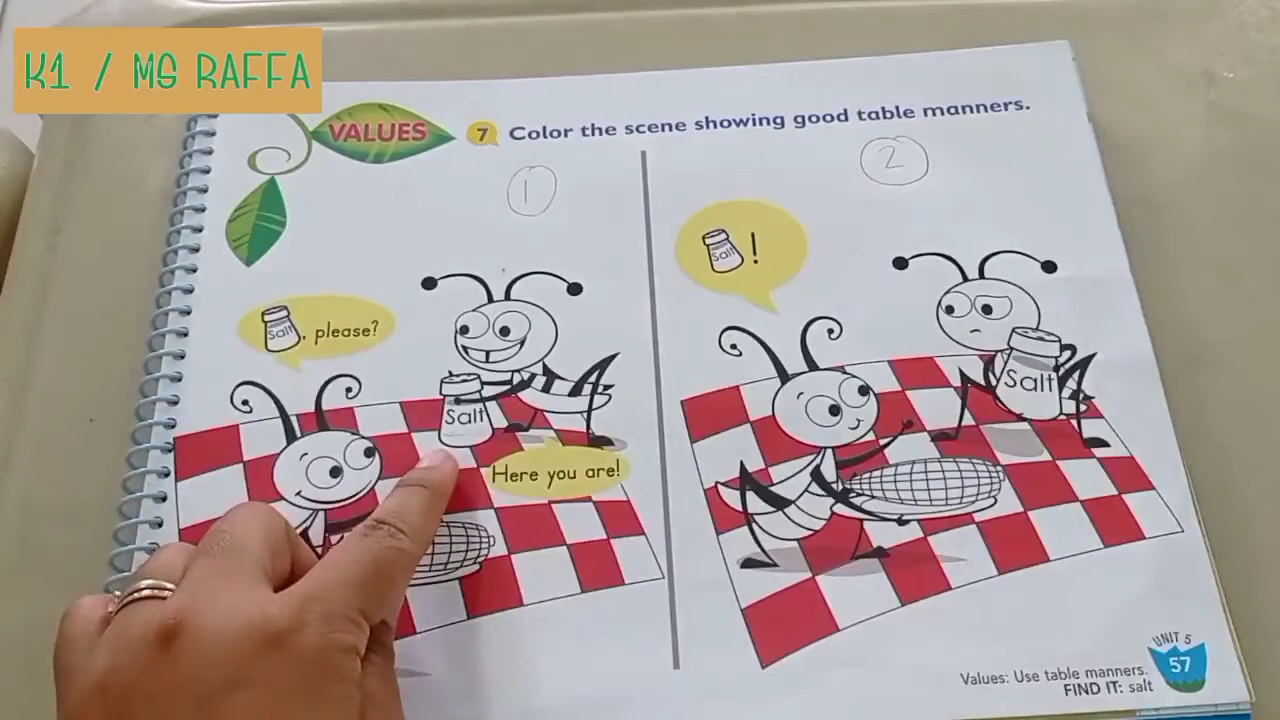 K1 / MS RAFFA
VALUES
7 Color the scene showing good table manners.
1
2
Salt !
Salt, please?
Salt
Salt
Here you are!
UNIT 5
57
Values: Use table manners.
FIND IT: salt